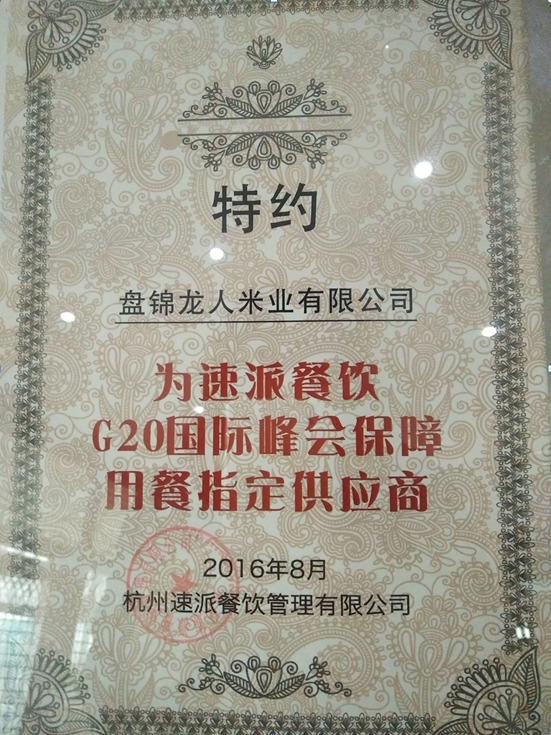 特约
盘锦龙人米业有限公司
为速派餐饮
G20国际峰会保障
用餐指定供应商
2016年8月
杭州速派餐饮管理有限公司